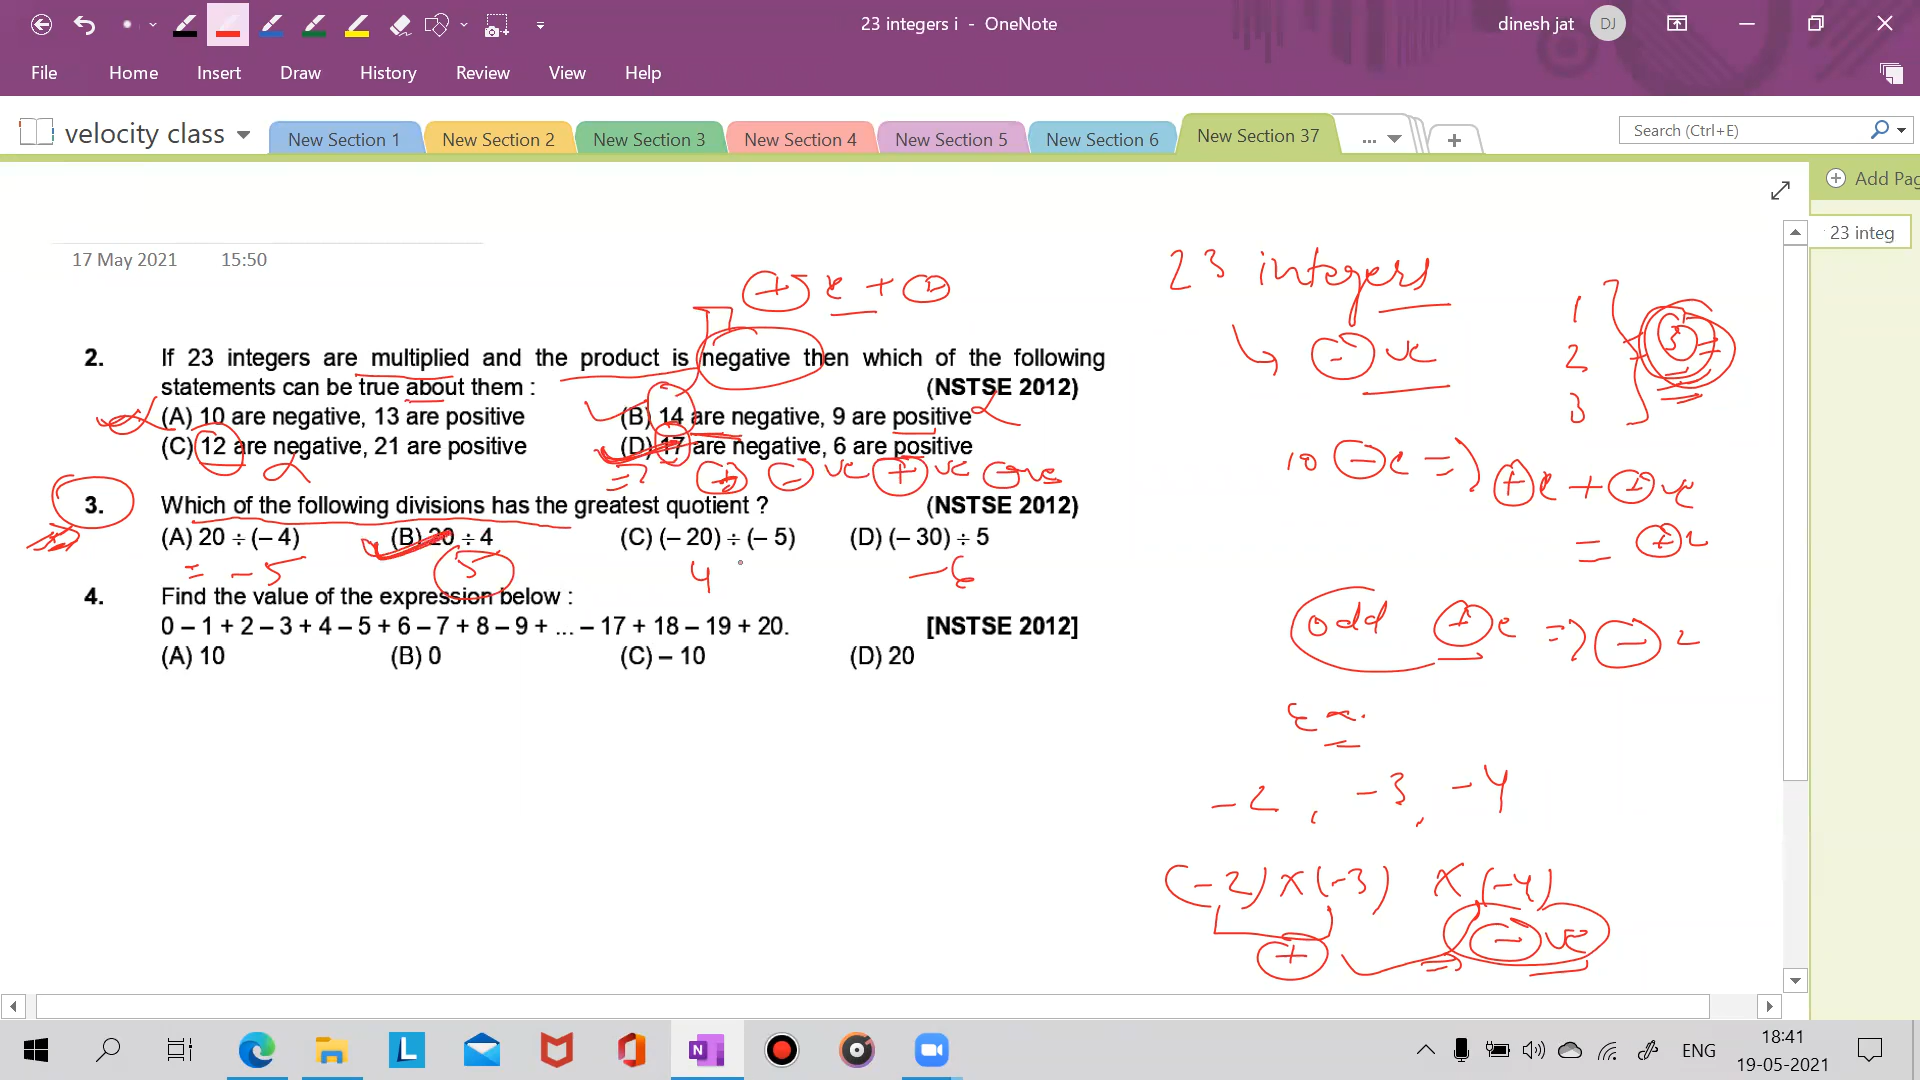 23 integers i - OneNote
dinesh jat DJ
File Home Insert Draw History Review View Help
velocity class New Section 1 New Section 2 New Section 3 New Section 4 New Section 5 New Section 6 New Section 37 ... Search (Ctrl+E)
Add Pag
23 integ
17 May 2021 15:50
2. If 23 integers are multiplied and the product is negative then which of the following
statements can be true about them : (NSTSE 2012)
(A) 10 are negative, 13 are positive (B) 14 are negative, 9 are positive
(C) 12 are negative, 21 are positive (D) 17 are negative, 6 are positive
3. Which of the following divisions has the greatest quotient ? (NSTSE 2012)
(A) 20 ÷ (– 4) (B) 20 ÷ 4 (C) (– 20) ÷ (– 5) (D) (– 30) ÷ 5
= -5 5 4 -6
4. Find the value of the expression below :
0 – 1 + 2 – 3 + 4 – 5 + 6 – 7 + 8 – 9 + ... – 17 + 18 – 19 + 20. [NSTSE 2012]
(A) 10 (B) 0 (C) – 10 (D) 20
23 integers
- ve
1
2
3
odd
Ex.
-2, -3, -4
(-2) x (-3) x (-4)
+ = - ve
ENG
18:41
19-05-2021